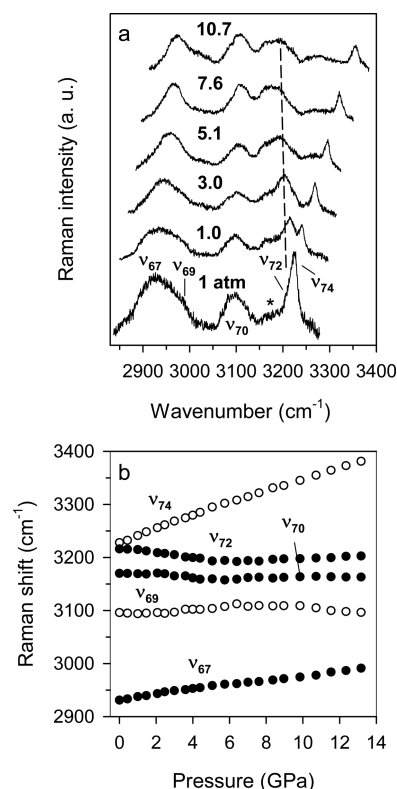 a
10.7
7.6
5.1
3.0
1.0
1 atm
ν67
ν69
ν70
*
ν72
ν74
Raman intensity (a. u.)
2900 3000 3100 3200 3300 3400
Wavenumber (cm-1)
b
3400
3300
3200
3100
3000
2900
ν74
ν72
ν70
ν69
ν67
Raman shift (cm-1)
0 2 4 6 8 10 12 14
Pressure (GPa)